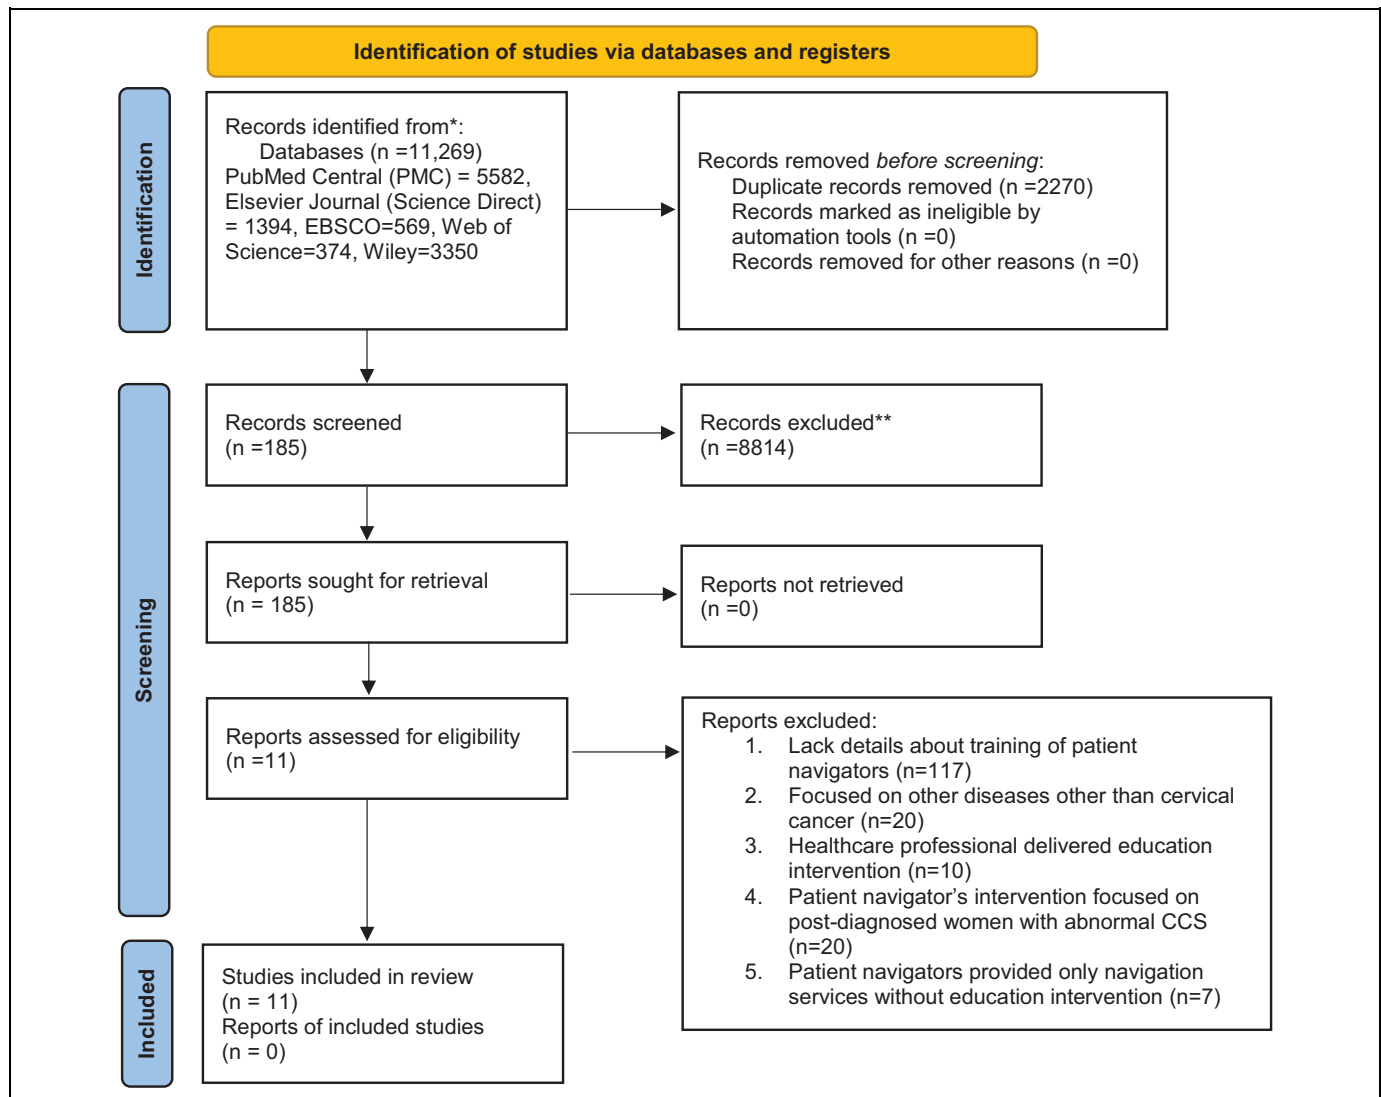 Identification of studies via databases and registers
Identification
Records identified from*:
Databases (n =11,269)
PubMed Central (PMC) = 5582,
Elsevier Journal (Science Direct)
= 1394, EBSCO=569, Web of
Science=374, Wiley=3350
Records removed before screening:
Duplicate records removed (n =2270)
Records marked as ineligible by
automation tools (n =0)
Records removed for other reasons (n =0)
Screening
Records screened
(n =185)
Records excluded**
(n =8814)
Reports sought for retrieval
(n = 185)
Reports not retrieved
(n =0)
Reports assessed for eligibility
(n =11)
Reports excluded:
1. Lack details about training of patient
navigators (n=117)
2. Focused on other diseases other than cervical
cancer (n=20)
3. Healthcare professional delivered education
intervention (n=10)
4. Patient navigator's intervention focused on
post-diagnosed women with abnormal CCS
(n=20)
5. Patient navigators provided only navigation
services without education intervention (n=7)
Included
Studies included in review
(n = 11)
Reports of included studies
(n = 0)